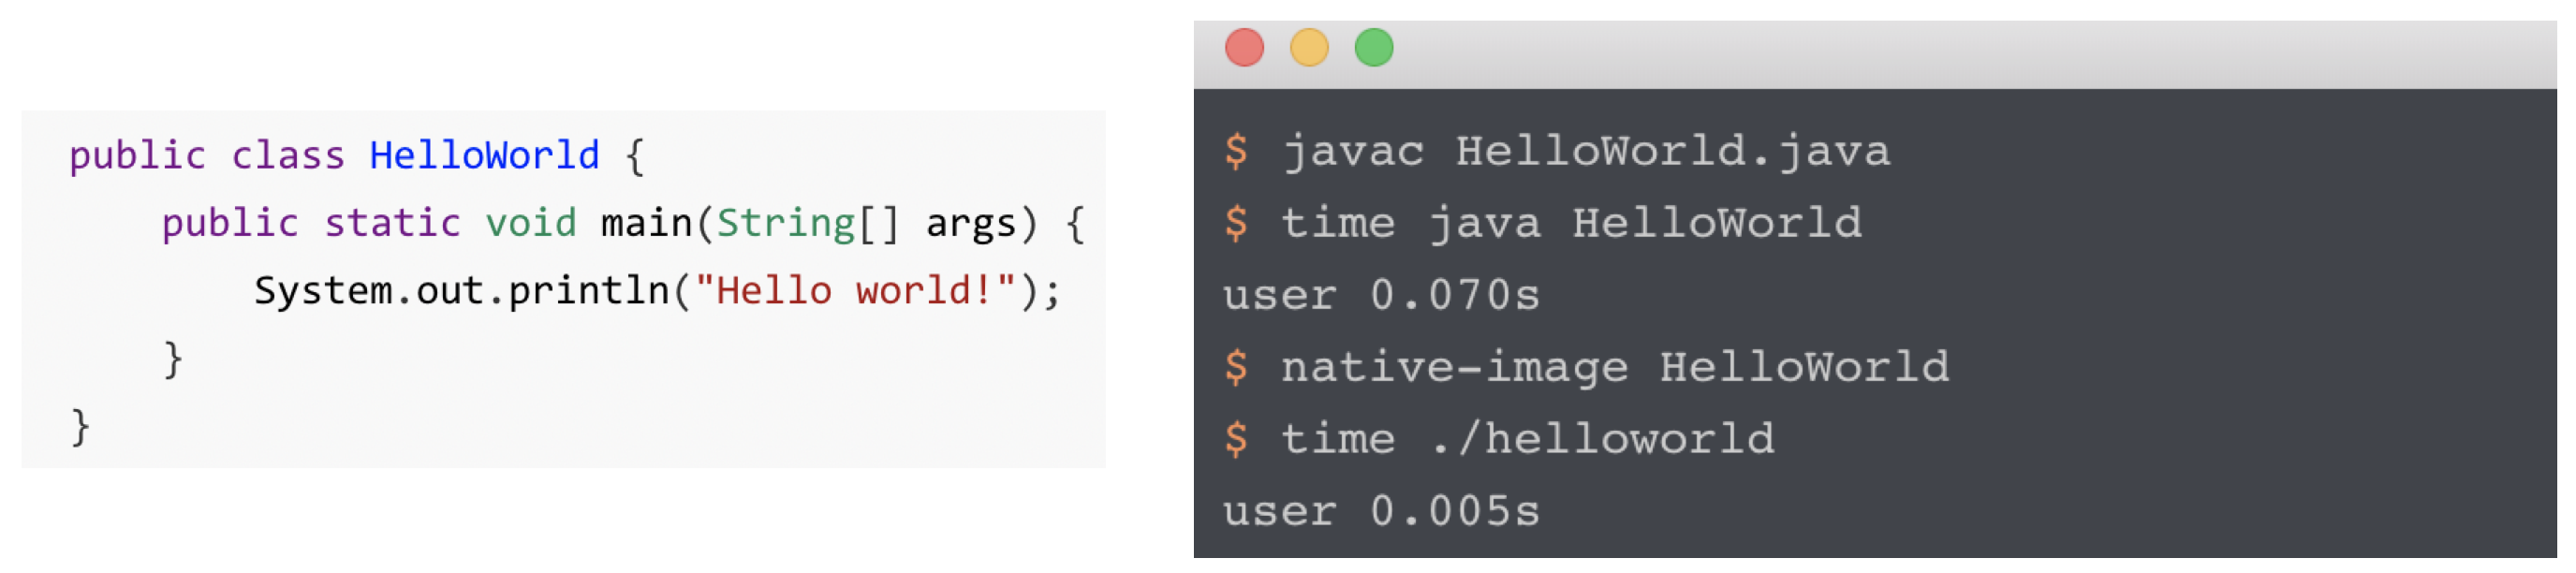 public class HelloWorld {
    public static void main(String[] args) {
        System.out.println("Hello world!");
    }
}
$ javac HelloWorld.java
$ time java HelloWorld
user 0.070s
$ native-image HelloWorld
$ time ./helloworld
user 0.005s